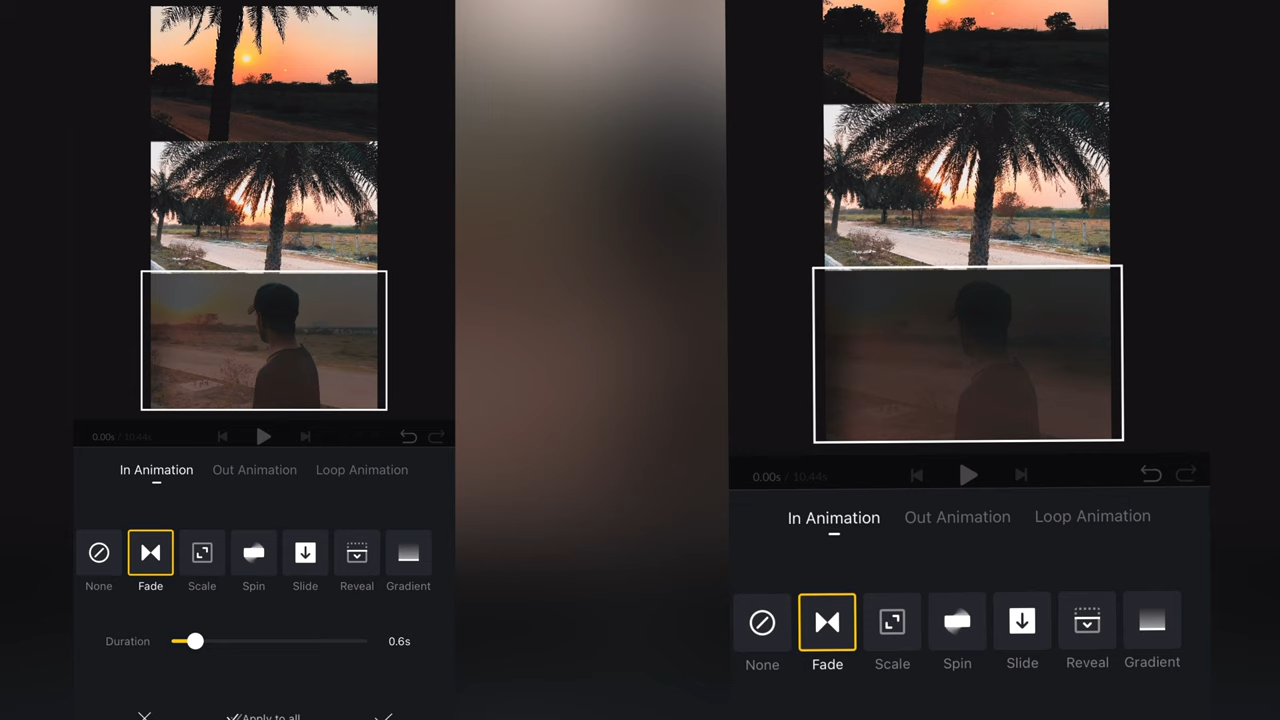 0.00s / 10.44s
In Animation Out Animation Loop Animation
None Fade Scale Spin Slide Reveal Gradient
Duration 0.6s
Apply to all
0.00s / 10.44s
In Animation Out Animation Loop Animation
None Fade Scale Spin Slide Reveal Gradient